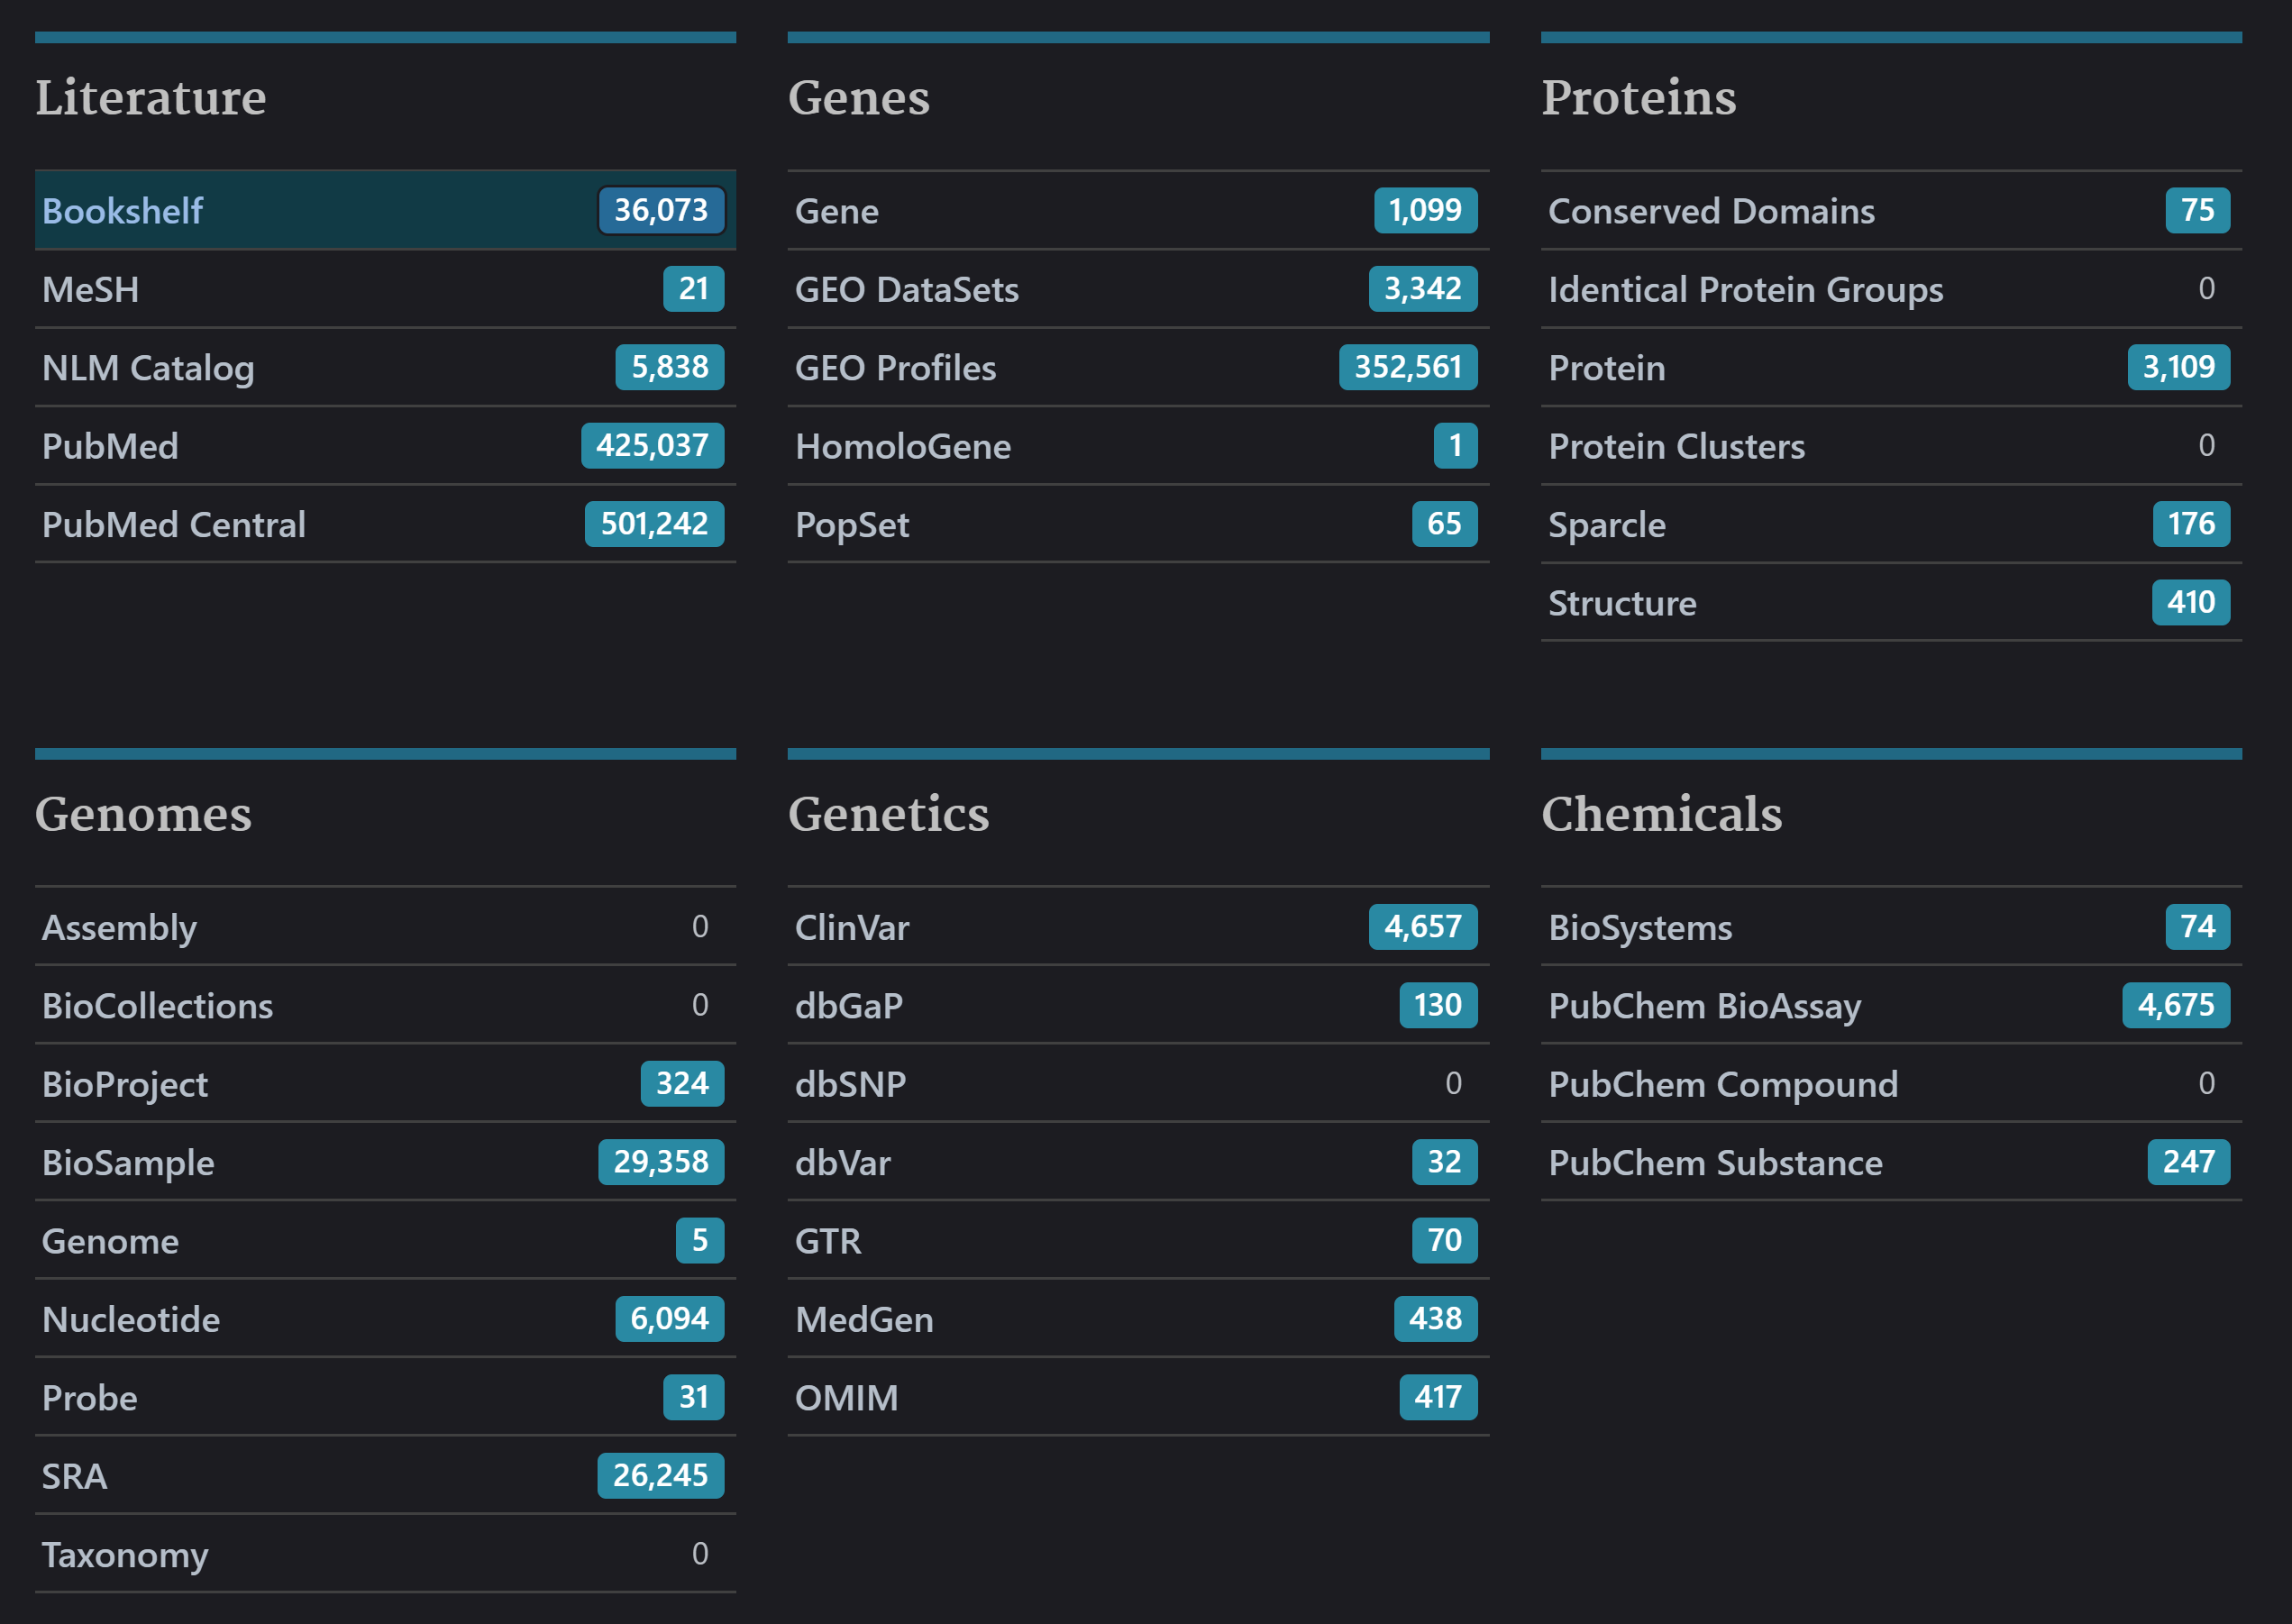 Literature
Bookshelf 36,073
MeSH 21
NLM Catalog 5,838
PubMed 425,037
PubMed Central 501,242
Genes
Gene 1,099
GEO DataSets 3,342
GEO Profiles 352,561
HomoloGene 1
PopSet 65
Proteins
Conserved Domains 75
Identical Protein Groups 0
Protein 3,109
Protein Clusters 0
Sparcle 176
Structure 410
Genomes
Assembly 0
BioCollections 0
BioProject 324
BioSample 29,358
Genome 5
Nucleotide 6,094
Probe 31
SRA 26,245
Taxonomy 0
Genetics
ClinVar 4,657
dbGaP 130
dbSNP 0
dbVar 32
GTR 70
MedGen 438
OMIM 417
Chemicals
BioSystems 74
PubChem BioAssay 4,675
PubChem Compound 0
PubChem Substance 247